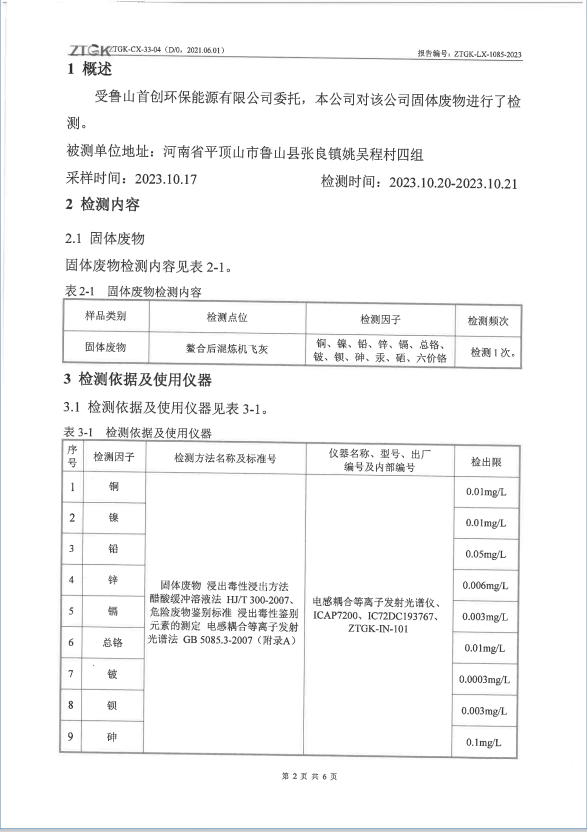 ZTGK ZTGK-CX-33-04（D/0，2021.06.01）
报告编号：ZTGK-LX-1085-2023
1 概述
受鲁山首创环保能源有限公司委托，本公司对该公司固体废物进行了检
测。
被测单位地址：河南省平顶山市鲁山县张良镇姚吴程村四组
采样时间：2023.10.17 检测时间：2023.10.20-2023.10.21
2 检测内容
2.1 固体废物
固体废物检测内容见表 2-1。
表 2-1 固体废物检测内容
样品类别 检测点位 检测因子 检测频次
固体废物 螯合后混炼机飞灰 铜、镍、铅、锌、镉、总铬、
铍、钡、砷、汞、硒、六价铬 检测 1 次。
3 检测依据及使用仪器
3.1 检测依据及使用仪器见表 3-1。
表 3-1 检测依据及使用仪器
序
号 检测因子 检测方法名称及标准号 仪器名称、型号、出厂
编号及内部编号 检出限
1 铜 0.01mg/L
2 镍 0.01mg/L
3 铅 0.05mg/L
4 锌 0.006mg/L
固体废物 浸出毒性浸出方法
醋酸缓冲溶液法 HJ/T 300-2007、
危险废物鉴别标准 浸出毒性鉴别
元素的测定 电感耦合等离子发射
光谱法 GB 5085.3-2007（附录A）
电感耦合等离子发射光谱仪、
ICAP7200、IC72DC193767、
ZTGK-IN-101
5 镉 0.003mg/L
6 总铬 0.01mg/L
7 铍 0.0003mg/L
8 钡 0.003mg/L
9 砷 0.1mg/L
第 2 页 共 6 页